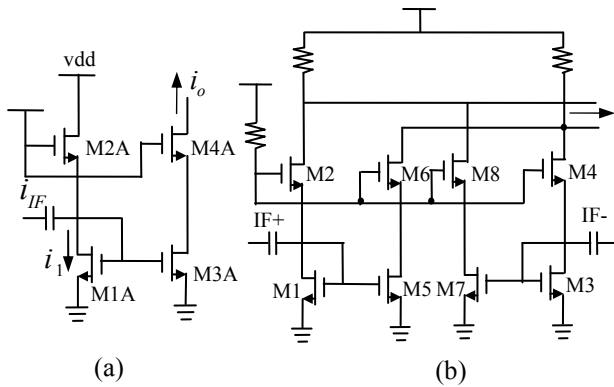 vdd
i_o
M2A
M4A
i_IF
i_1
M1A
M3A
(a)
M2
M6
M8
M4
IF+
IF-
M1
M5
M7
M3
(b)